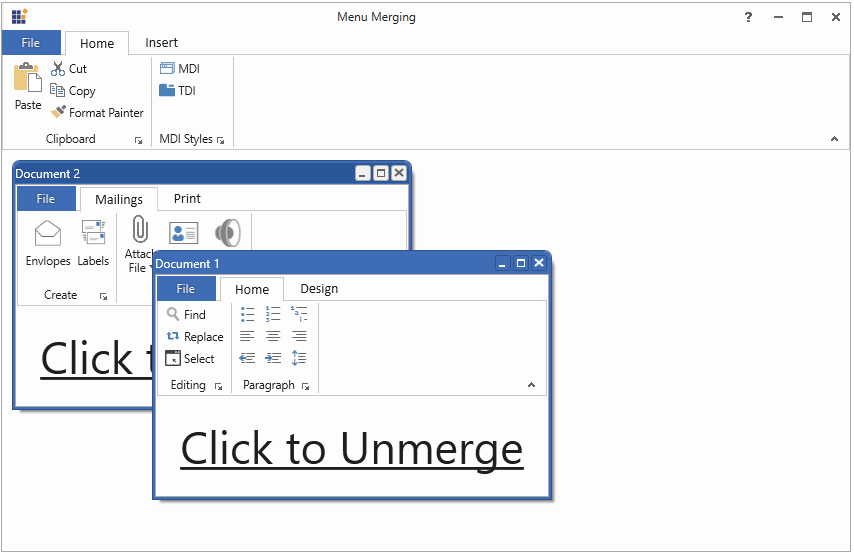 Menu Merging
File Home Insert
Paste
Cut
Copy
Format Painter
Clipboard
MDI
TDI
MDI Styles
Document 2
File Mailings Print
Envlopes Labels
Attach
File
Create
Click t
Document 1
File Home Design
Find
Replace
Select
Editing
Paragraph
Click to Unmerge